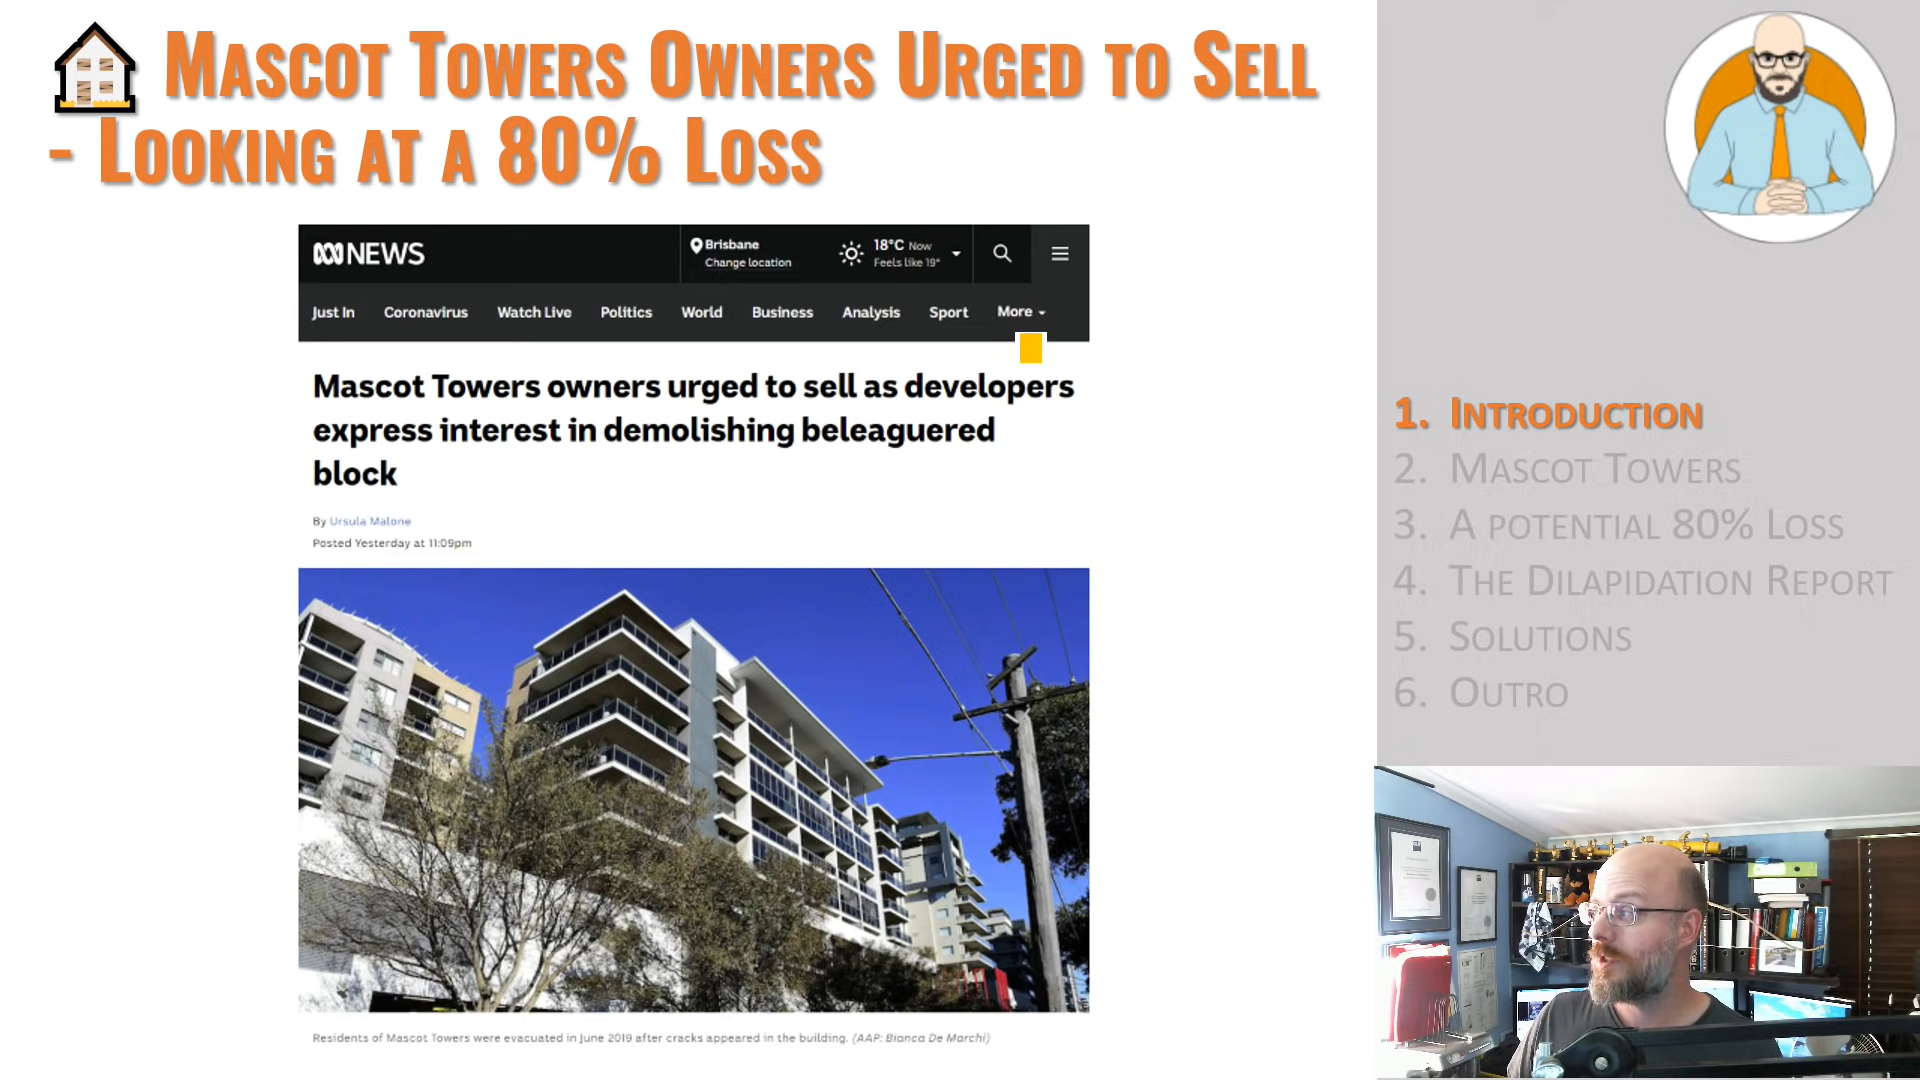 Mascot Towers Owners Urged to Sell
- Looking at a 80% Loss
NEWS
Brisbane
Change location
18°C Now
Feels like 19°
Just In
Coronavirus
Watch Live
Politics
World
Business
Analysis
Sport
More
Mascot Towers owners urged to sell as developers
express interest in demolishing beleaguered
block
By Ursula Malone
Posted Yesterday at 11:09pm
Residents of Mascot Towers were evacuated in June 2019 after cracks appeared in the building. (AAP: Bianca De Marchi)
1. Introduction
2. Mascot Towers
3. A potential 80% Loss
4. The Dilapidation Report
5. Solutions
6. Outro